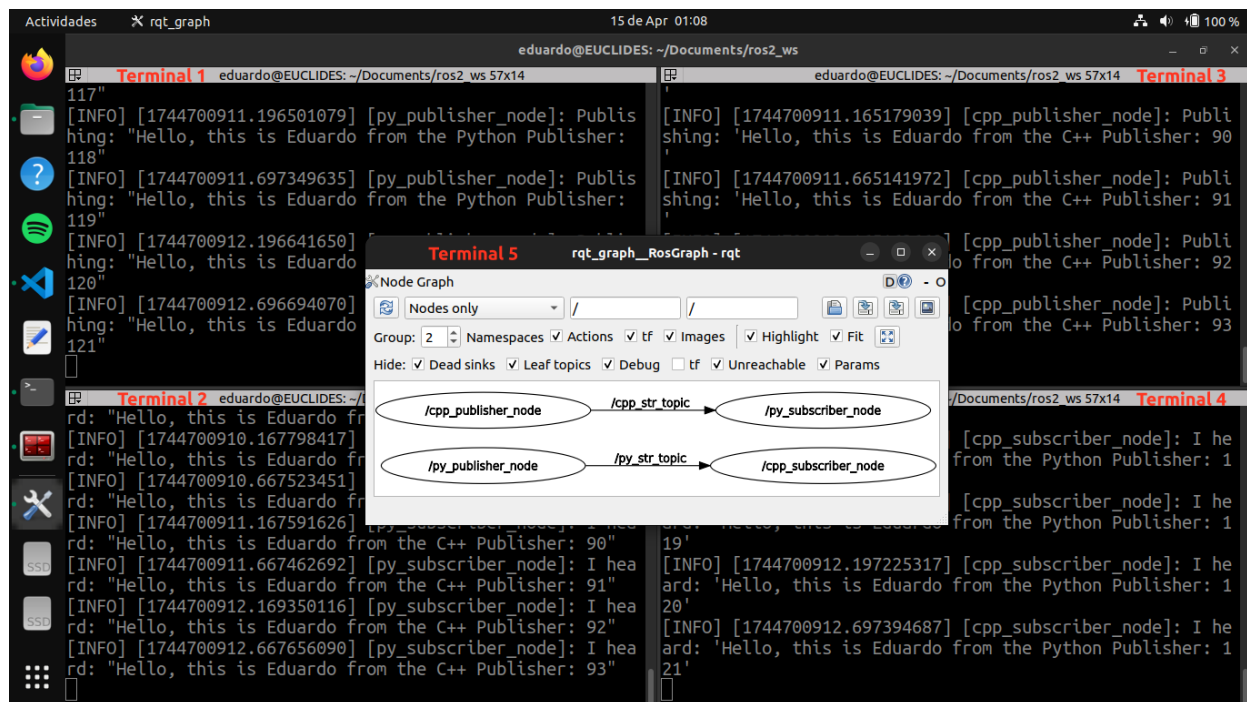 Actividades rqt_graph 15 de Apr 01:08 100 %
eduardo@EUCLIDES: ~/Documents/ros2_ws
Terminal 1 eduardo@EUCLIDES: ~/Documents/ros2_ws 57x14
117"
[INFO] [1744700911.196501079] [py_publisher_node]: Publis
hing: "Hello, this is Eduardo from the Python Publisher:
118"
[INFO] [1744700911.697349635] [py_publisher_node]: Publis
hing: "Hello, this is Eduardo from the Python Publisher:
119"
[INFO] [1744700912.196641650]
hing: "Hello, this is Eduardo
120"
[INFO] [1744700912.696694070]
hing: "Hello, this is Eduardo
121"
eduardo@EUCLIDES: ~/Documents/ros2_ws 57x14 Terminal 3
'
[INFO] [1744700911.165179039] [cpp_publisher_node]: Publi
shing: 'Hello, this is Eduardo from the C++ Publisher: 90
'
[INFO] [1744700911.665141972] [cpp_publisher_node]: Publi
shing: 'Hello, this is Eduardo from the C++ Publisher: 91
'
[cpp_publisher_node]: Publi
o from the C++ Publisher: 92
[cpp_publisher_node]: Publi
o from the C++ Publisher: 93
Terminal 5 rqt_graph__RosGraph - rqt
Node Graph D - O
Nodes only / /
Group: 2 Namespaces Actions tf Images Highlight Fit
Hide: Dead sinks Leaf topics Debug tf Unreachable Params
/cpp_publisher_node /cpp_str_topic /py_subscriber_node
/py_publisher_node /py_str_topic /cpp_subscriber_node
Terminal 2 eduardo@EUCLIDES: ~/
rd: "Hello, this is Eduardo fr
[INFO] [1744700910.167798417]
rd: "Hello, this is Eduardo fr
[INFO] [1744700910.667523451]
rd: "Hello, this is Eduardo fr
[INFO] [1744700911.167591626] [py_subscriber_node]: I hea
rd: "Hello, this is Eduardo from the C++ Publisher: 90"
[INFO] [1744700911.667462692] [py_subscriber_node]: I hea
rd: "Hello, this is Eduardo from the C++ Publisher: 91"
[INFO] [1744700912.169350116] [py_subscriber_node]: I hea
rd: "Hello, this is Eduardo from the C++ Publisher: 92"
[INFO] [1744700912.667656090] [py_subscriber_node]: I hea
rd: "Hello, this is Eduardo from the C++ Publisher: 93"
/Documents/ros2_ws 57x14 Terminal 4
[cpp_subscriber_node]: I he
from the Python Publisher: 1
[cpp_subscriber_node]: I he
ard: 'Hello, this is Eduardo from the Python Publisher: 1
19'
[INFO] [1744700912.197225317] [cpp_subscriber_node]: I he
ard: 'Hello, this is Eduardo from the Python Publisher: 1
20'
[INFO] [1744700912.697394687] [cpp_subscriber_node]: I he
ard: 'Hello, this is Eduardo from the Python Publisher: 1
21'
SSD
SSD